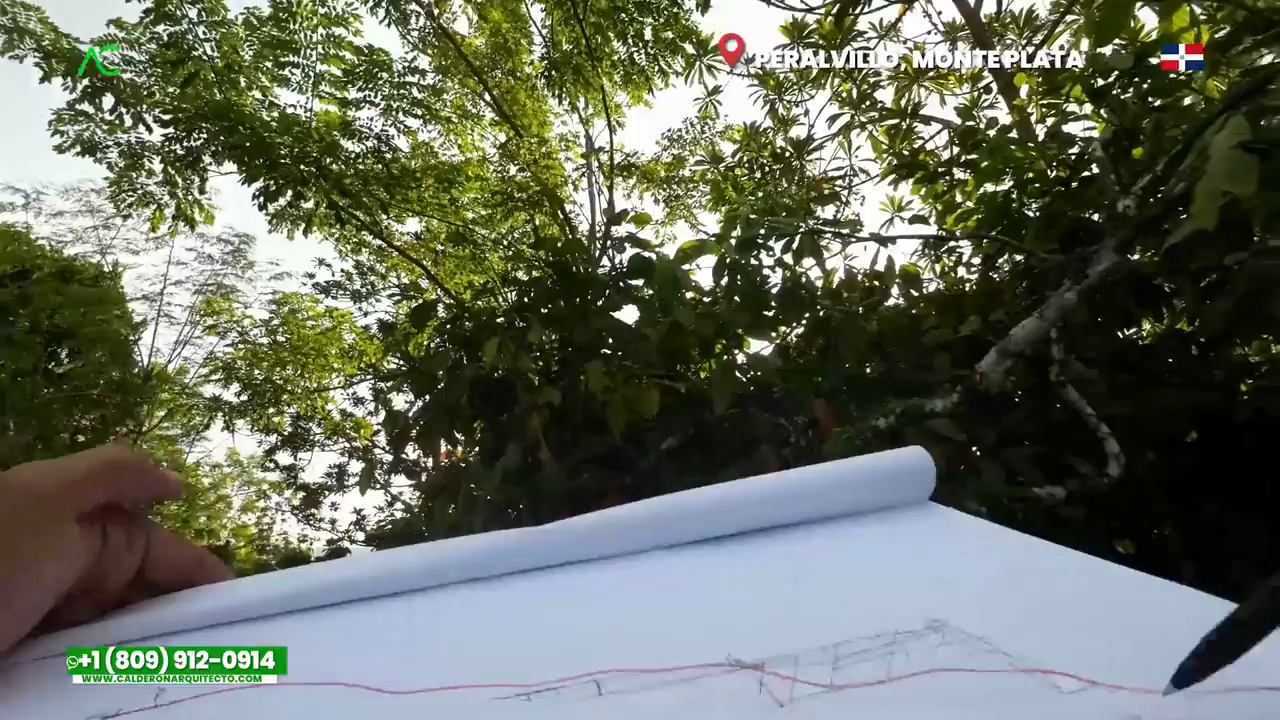 AC
PERALVILLO, MONTE PLATA
+1 (809) 912-0914
WWW.CALDERONARQUITECTO.COM